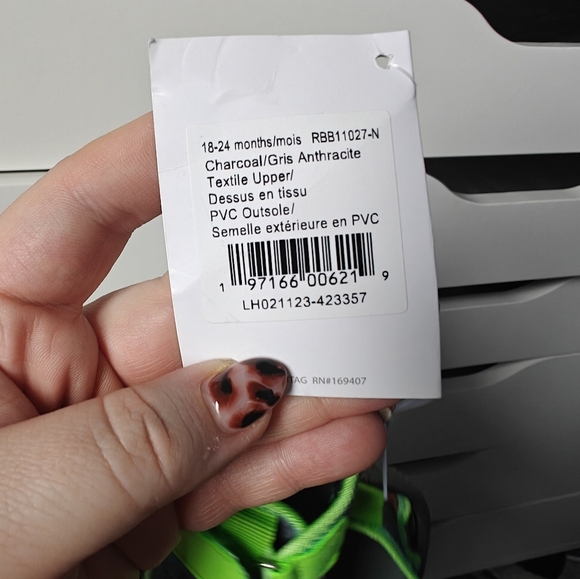 18-24 months/mois RBB11027-N
Charcoal/Gris Anthracite
Textile Upper/
Dessus en tissu
PVC Outsole/
Semelle extérieure en PVC
1 97166 00621 9
LH021123-423357
TAG RN#169407